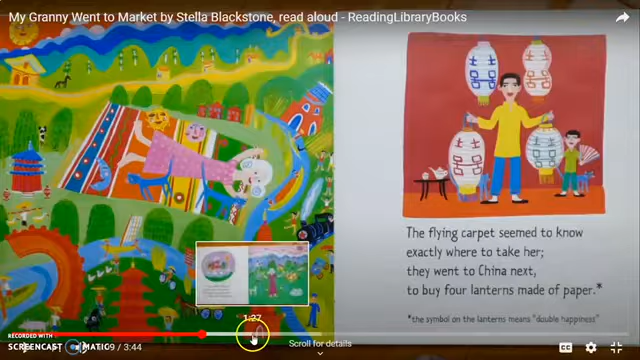 My Granny Went to Market by Stella Blackstone, read aloud - ReadingLibraryBooks
The flying carpet seemed to know
exactly where to take her;
they went to China next,
to buy four lanterns made of paper.*
*the symbol on the lanterns means "double happiness"
1:27
RECORDED WITH
SCREENCAST MATIC
/ 3:44
Scroll for details
CC